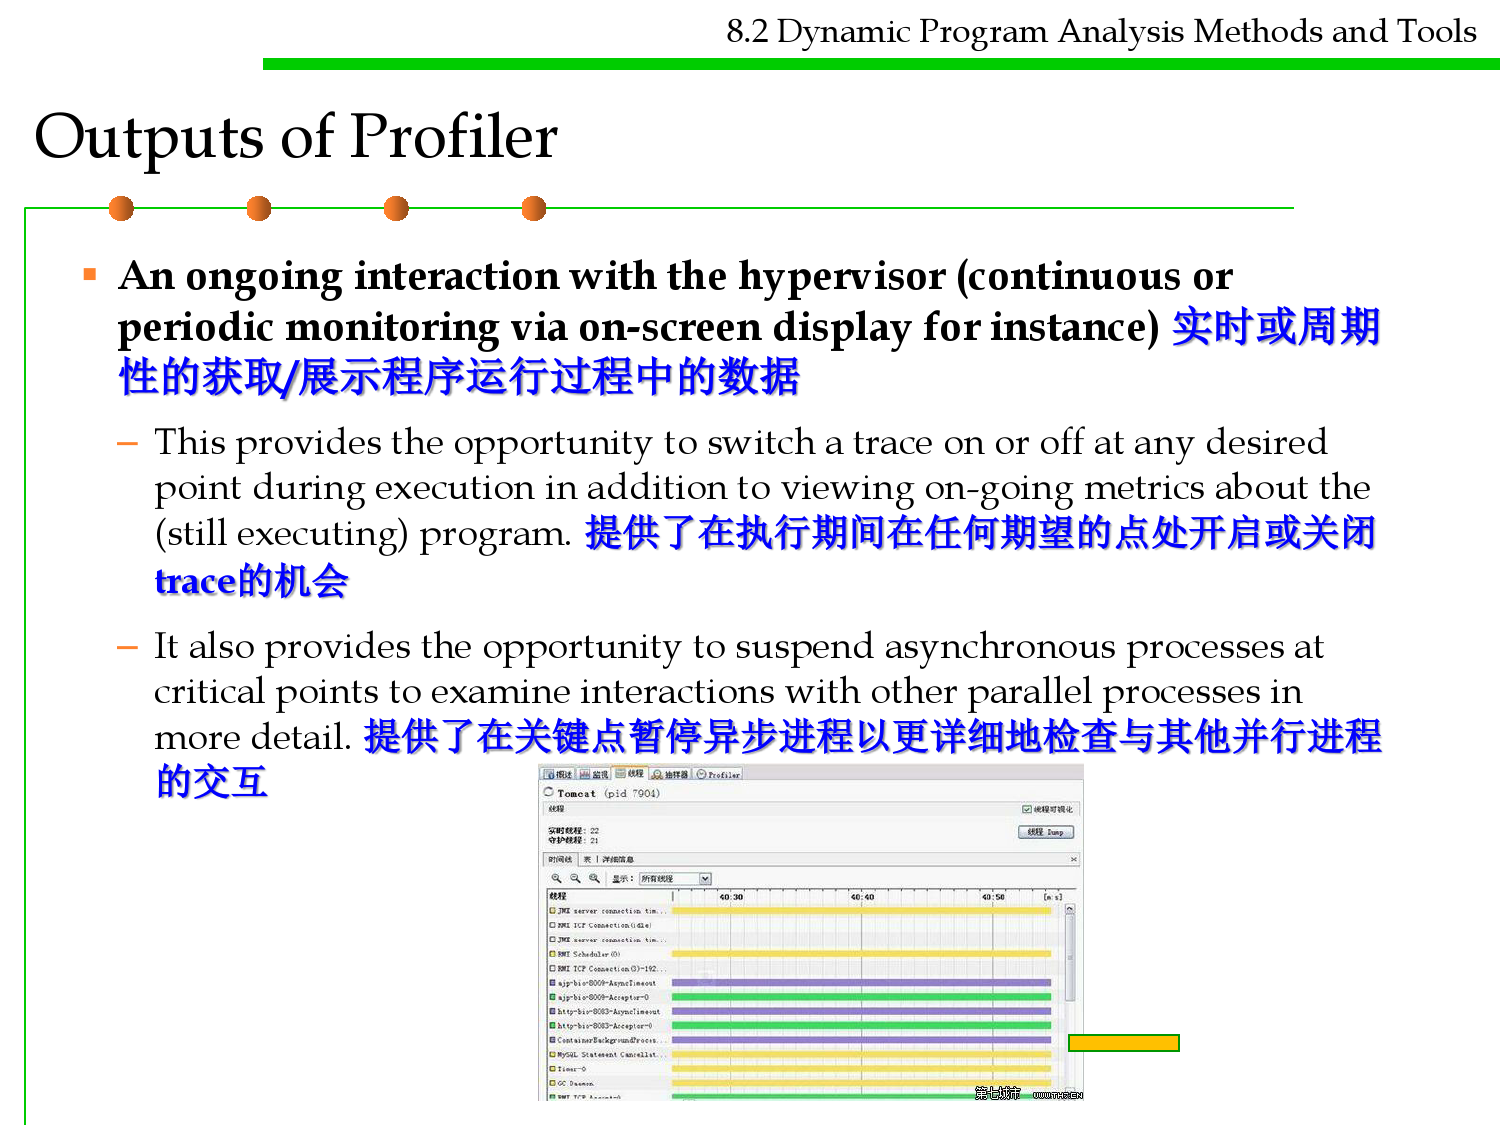 8.2 Dynamic Program Analysis Methods and Tools
Outputs of Profiler
An ongoing interaction with the hypervisor (continuous or
periodic monitoring via on-screen display for instance) 实时或周期
性的获取/展示程序运行过程中的数据
– This provides the opportunity to switch a trace on or off at any desired
point during execution in addition to viewing on-going metrics about the
(still executing) program. 提供了在执行期间在任何期望的点处开启或关闭
trace的机会
– It also provides the opportunity to suspend asynchronous processes at
critical points to examine interactions with other parallel processes in
more detail. 提供了在关键点暂停异步进程以更详细地检查与其他并行进程
的交互
概述 监视 线程 抽样器 Profiler
Tomcat (pid 7904)
线程 线程可视化
实时线程: 22
线程 Dump
守护线程: 21
时间线 表 详细信息
显示: 所有线程
线程 40:30 40:40 40:50 [m:s]
JMX server connection tim...
RMI TCP Connection(idle)
JMX server connection tim...
RMI Scheduler(0)
RMI TCP Connection(3)-192...
ajp-bio-8009-AsyncTimeout
ajp-bio-8009-Acceptor-0
http-bio-8083-AsyncTimeout
http-bio-8083-Acceptor-0
ContainerBackgroundProces...
MySQL Statement Cancellat...
Timer-0
GC Daemon
RMI TCP Accept-0
第七城市 WWW.TH7.CN